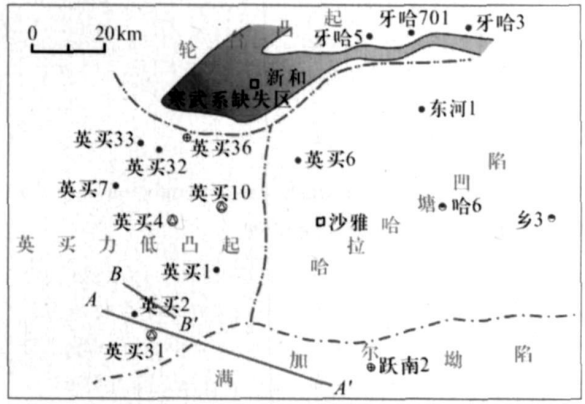 0 20km
轮台凸起
牙哈5
牙哈701
牙哈3
新和
寒武系缺失区
东河1
英买33
英买32
英买36
英买6
英买7
英买10
英买4
沙雅
哈6
乡3
哈拉哈塘凹陷
英买力低凸起
英买1
B
A
英买2
B'
英买31
满加尔坳陷
跃南2
A'